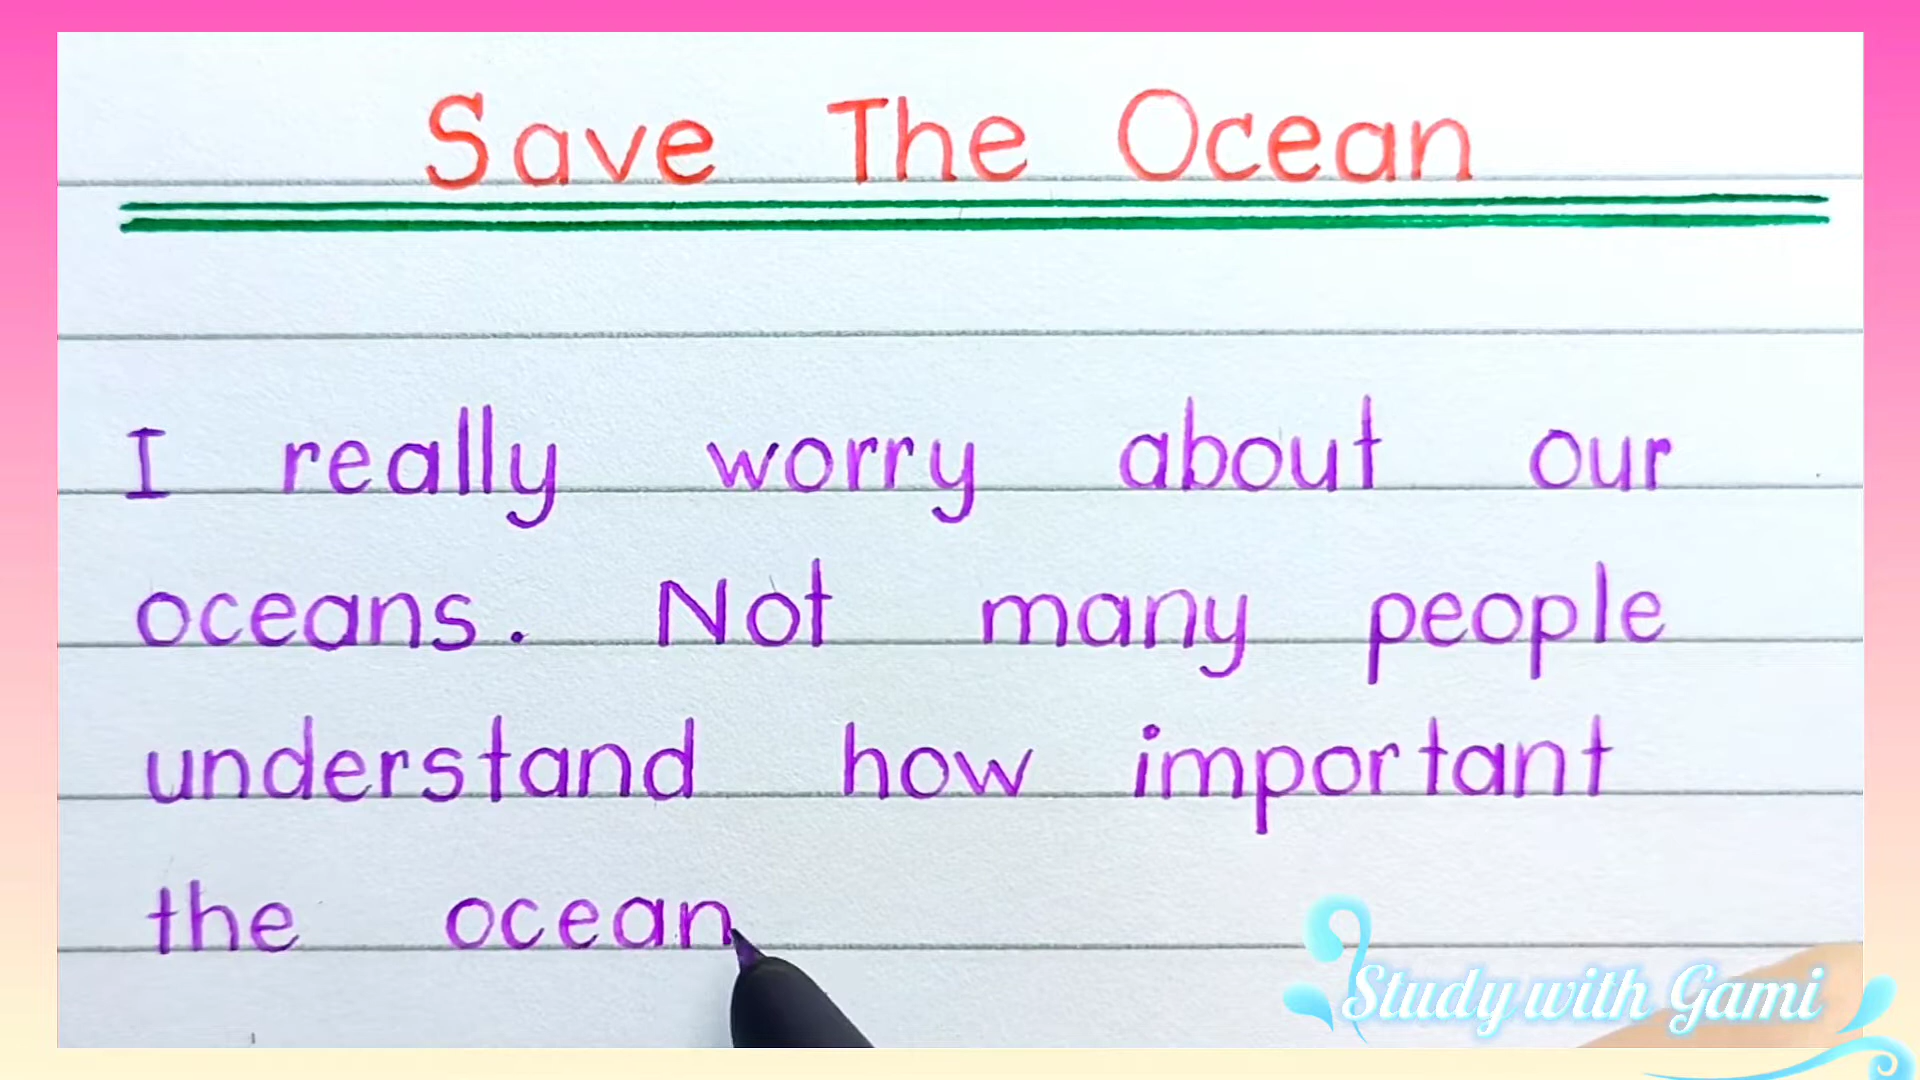 Save The Ocean
I really worry about our
oceans. Not many people
understand how important
the ocean
Study with Gami